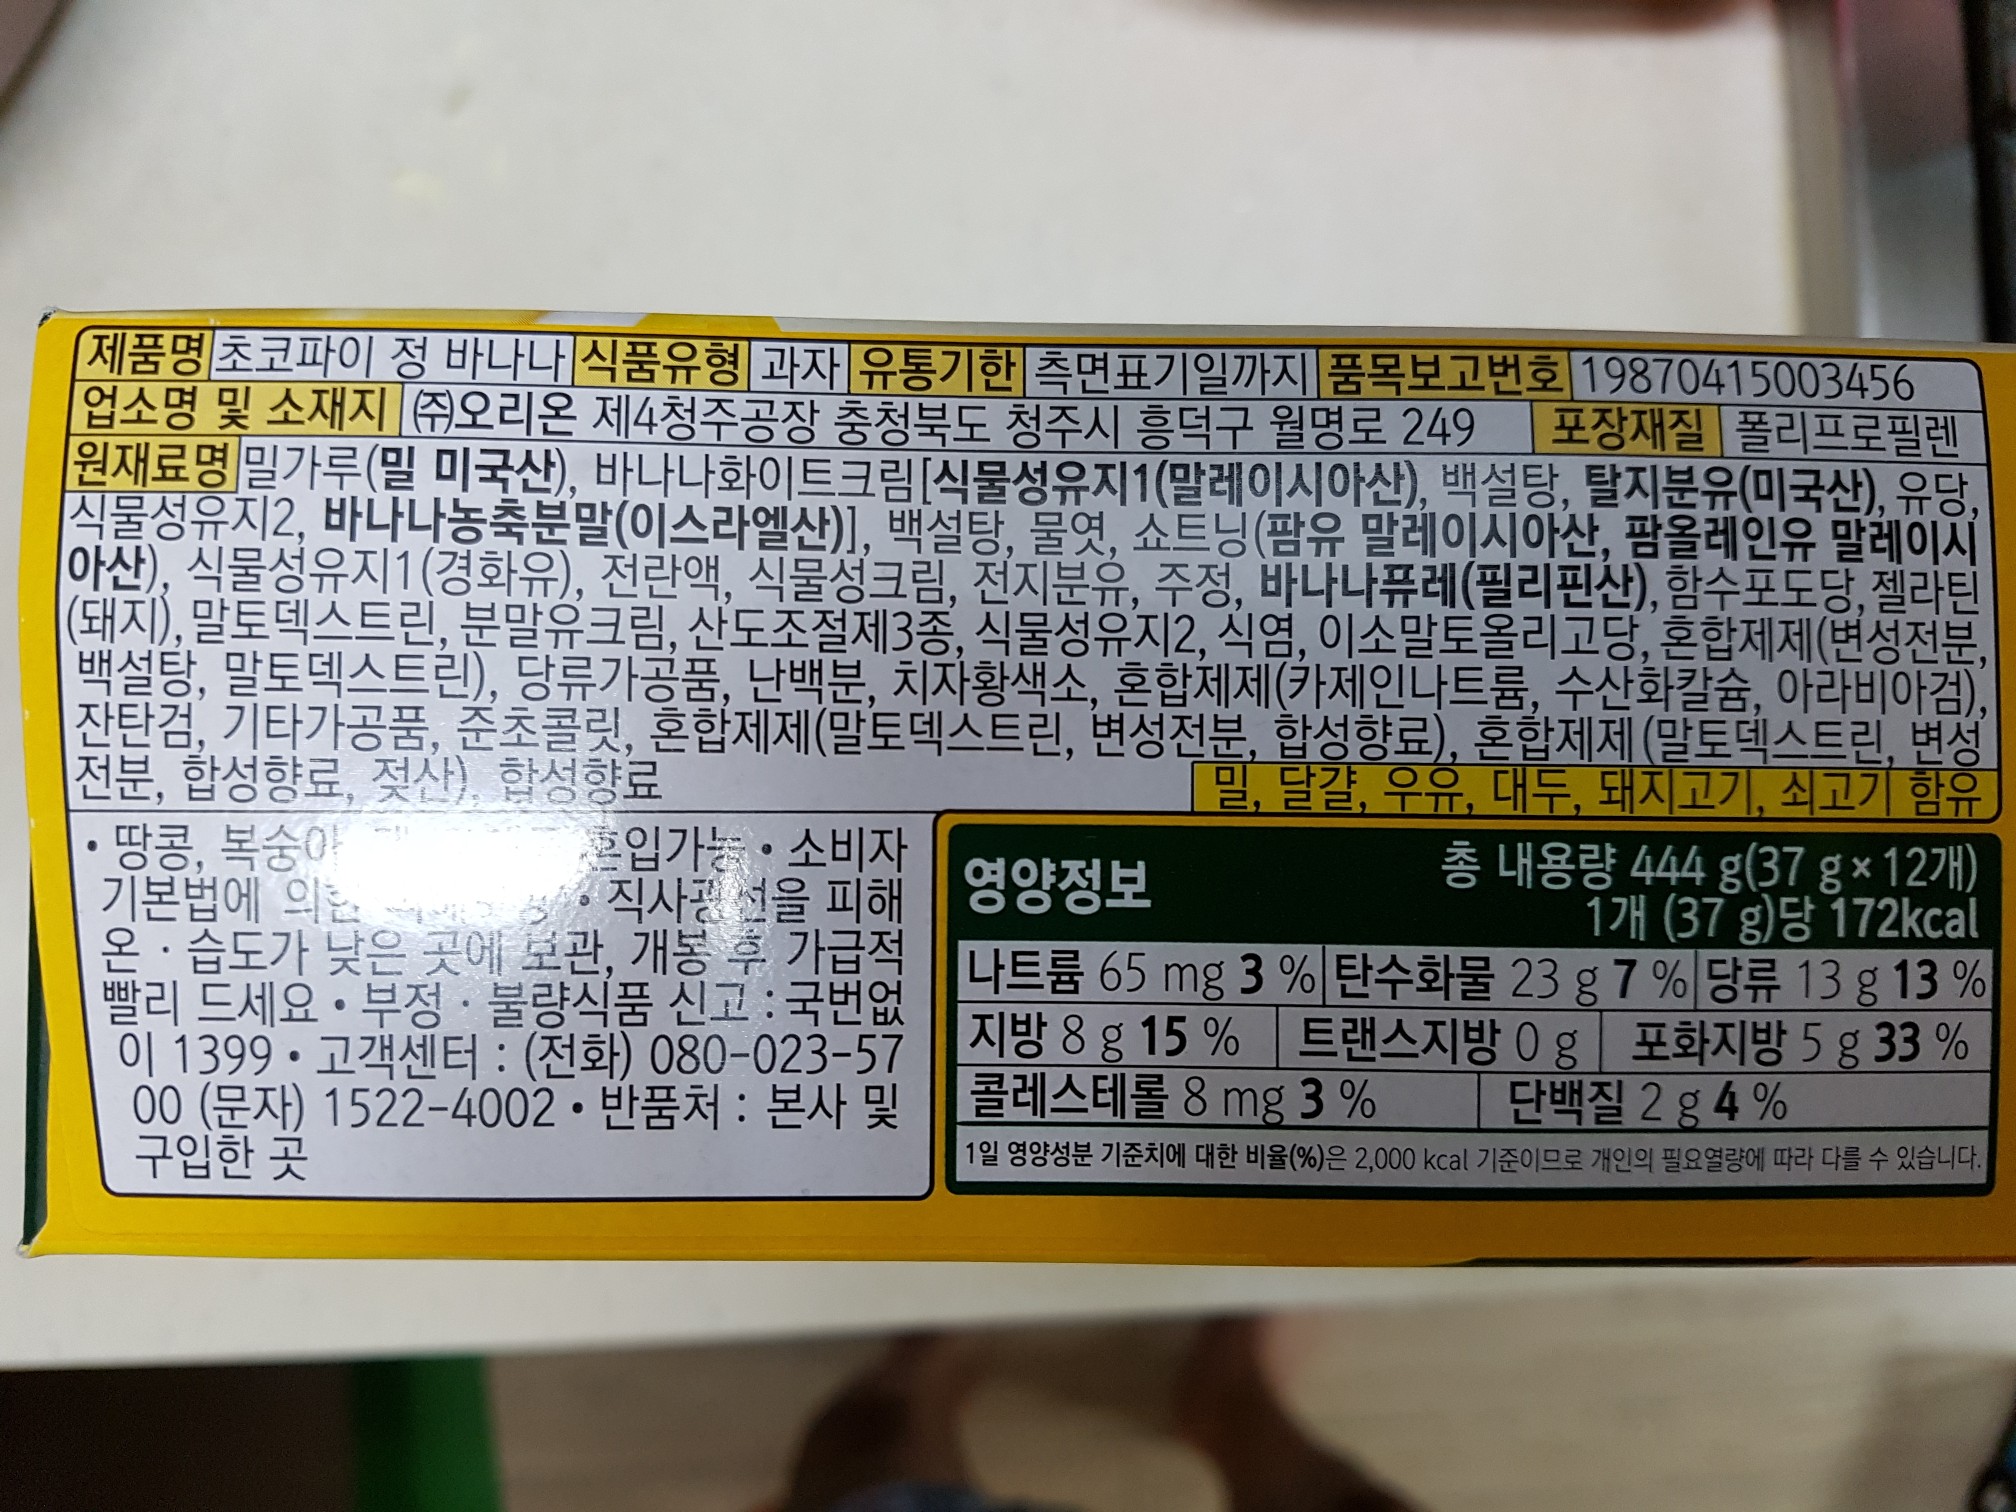 제품명 초코파이 정 바나나 식품유형 과자 유통기한 측면표기일까지 품목보고번호 19870415003456
업소명 및 소재지 ㈜오리온 제4청주공장 충청북도 청주시 흥덕구 월명로 249 포장재질 폴리프로필렌
원재료명 밀가루(밀 미국산), 바나나화이트크림[식물성유지1(말레이시아산), 백설탕, 탈지분유(미국산), 유당,
식물성유지2, 바나나농축분말(이스라엘산)], 백설탕, 물엿, 쇼트닝(팜유 말레이시아산, 팜올레인유 말레이시
아산), 식물성유지1(경화유), 전란액, 식물성크림, 전지분유, 주정, 바나나퓨레(필리핀산), 함수포도당, 젤라틴
(돼지), 말토덱스트린, 분말유크림, 산도조절제3종, 식물성유지2, 식염, 이소말토올리고당, 혼합제제(변성전분,
백설탕, 말토덱스트린), 당류가공품, 난백분, 치자황색소, 혼합제제(카제인나트륨, 수산화칼슘, 아라비아검),
잔탄검, 기타가공품, 준초콜릿, 혼합제제(말토덱스트린, 변성전분, 합성향료), 혼합제제(말토덱스트린, 변성
전분, 합성향료, 젖산), 합성향료
밀, 달걀, 우유, 대두, 돼지고기, 쇠고기 함유
• 땅콩, 혼입가능 • 소비자
기본법에 • 직사광선을 피해
온 · 습도가 낮은 곳에 보관, 개봉 후 가급적
빨리 드세요 • 부정 · 불량식품 신고 : 국번없
이 1399 • 고객센터 : (전화) 080-023-57
00 (문자) 1522-4002 • 반품처 : 본사 및
구입한 곳
영양정보 총 내용량 444 g(37 g × 12개)
1개 (37 g)당 172kcal
나트륨 65 mg 3 % 탄수화물 23 g 7 % 당류 13 g 13 %
지방 8 g 15 % 트랜스지방 0 g 포화지방 5 g 33 %
콜레스테롤 8 mg 3 % 단백질 2 g 4 %
1일 영양성분 기준치에 대한 비율(%)은 2,000 kcal 기준이므로 개인의 필요열량에 따라 다를 수 있습니다.